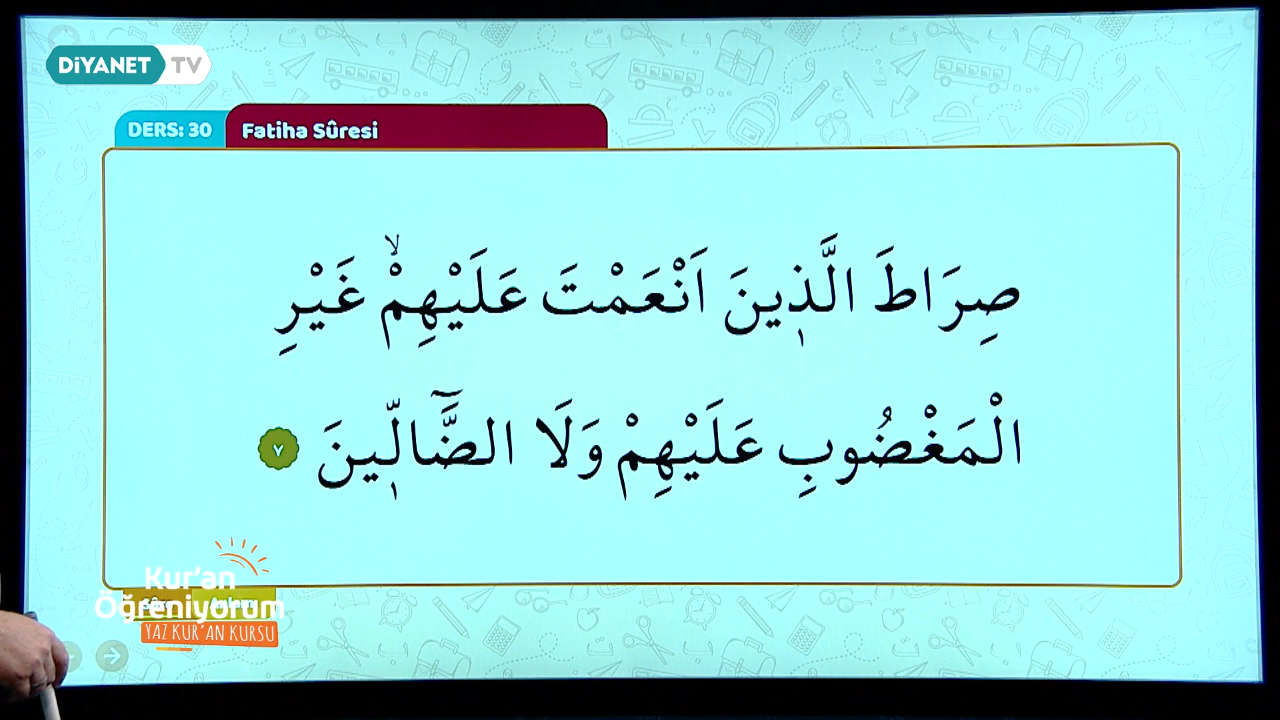 DİYANET TV
DERS: 30 Fatiha Sûresi
صِرَاطَ الَّذ۪ينَ اَنْعَمْتَ عَلَيْهِمْۙ غَيْرِ
الْمَغْضُوبِ عَلَيْهِمْ وَلَا الضَّٓالّ۪ينَ ٧
Kur'an
Öğreniyorum
YAZ KUR'AN KURSU